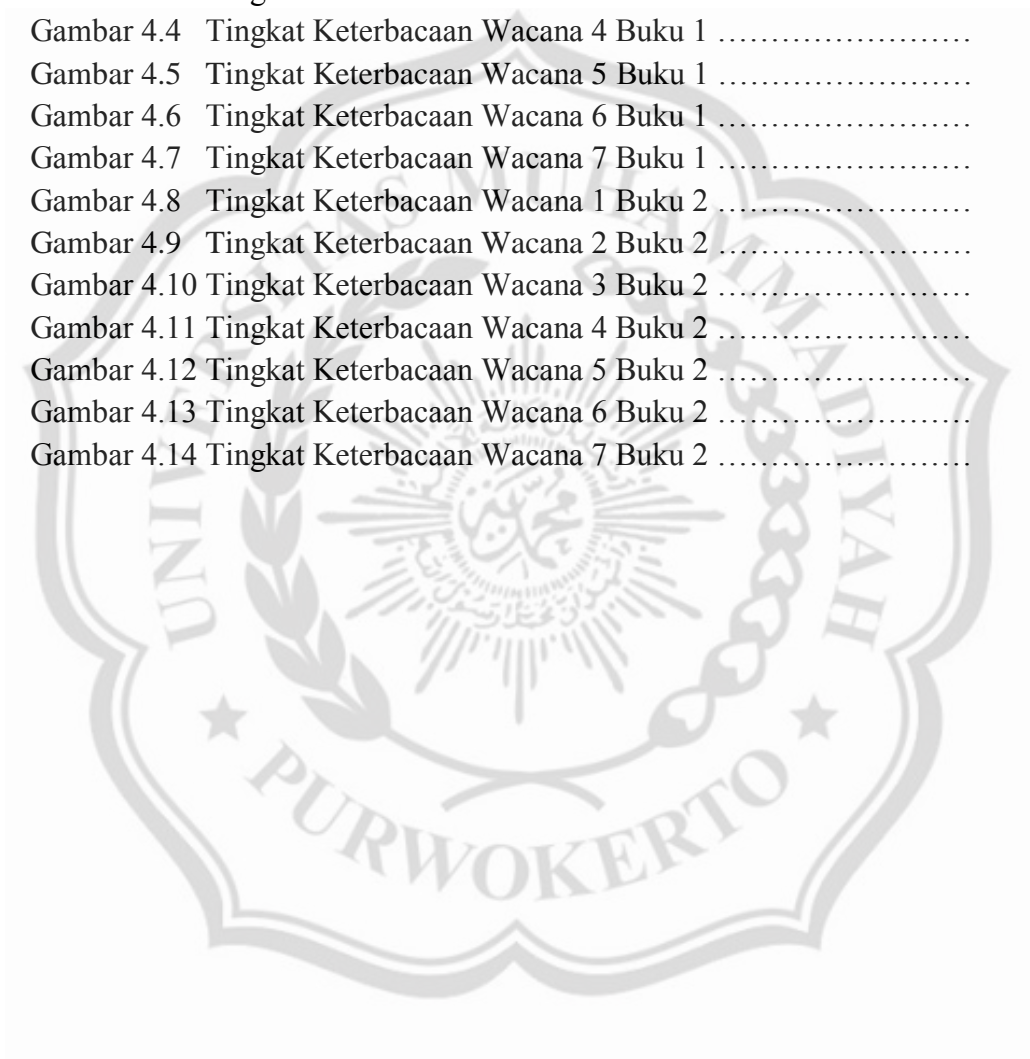 Gambar 4.4 Tingkat Keterbacaan Wacana 4 Buku 1 ……………………
Gambar 4.5 Tingkat Keterbacaan Wacana 5 Buku 1 ……………………
Gambar 4.6 Tingkat Keterbacaan Wacana 6 Buku 1 ……………………
Gambar 4.7 Tingkat Keterbacaan Wacana 7 Buku 1 ……………………
Gambar 4.8 Tingkat Keterbacaan Wacana 1 Buku 2 ……………………
Gambar 4.9 Tingkat Keterbacaan Wacana 2 Buku 2 ……………………
Gambar 4.10 Tingkat Keterbacaan Wacana 3 Buku 2 ……………………
Gambar 4.11 Tingkat Keterbacaan Wacana 4 Buku 2 ……………………
Gambar 4.12 Tingkat Keterbacaan Wacana 5 Buku 2 ……………………
Gambar 4.13 Tingkat Keterbacaan Wacana 6 Buku 2 ……………………
Gambar 4.14 Tingkat Keterbacaan Wacana 7 Buku 2 ……………………
UNIVERSITAS MUHAMMADIYAH
PURWOKERTO